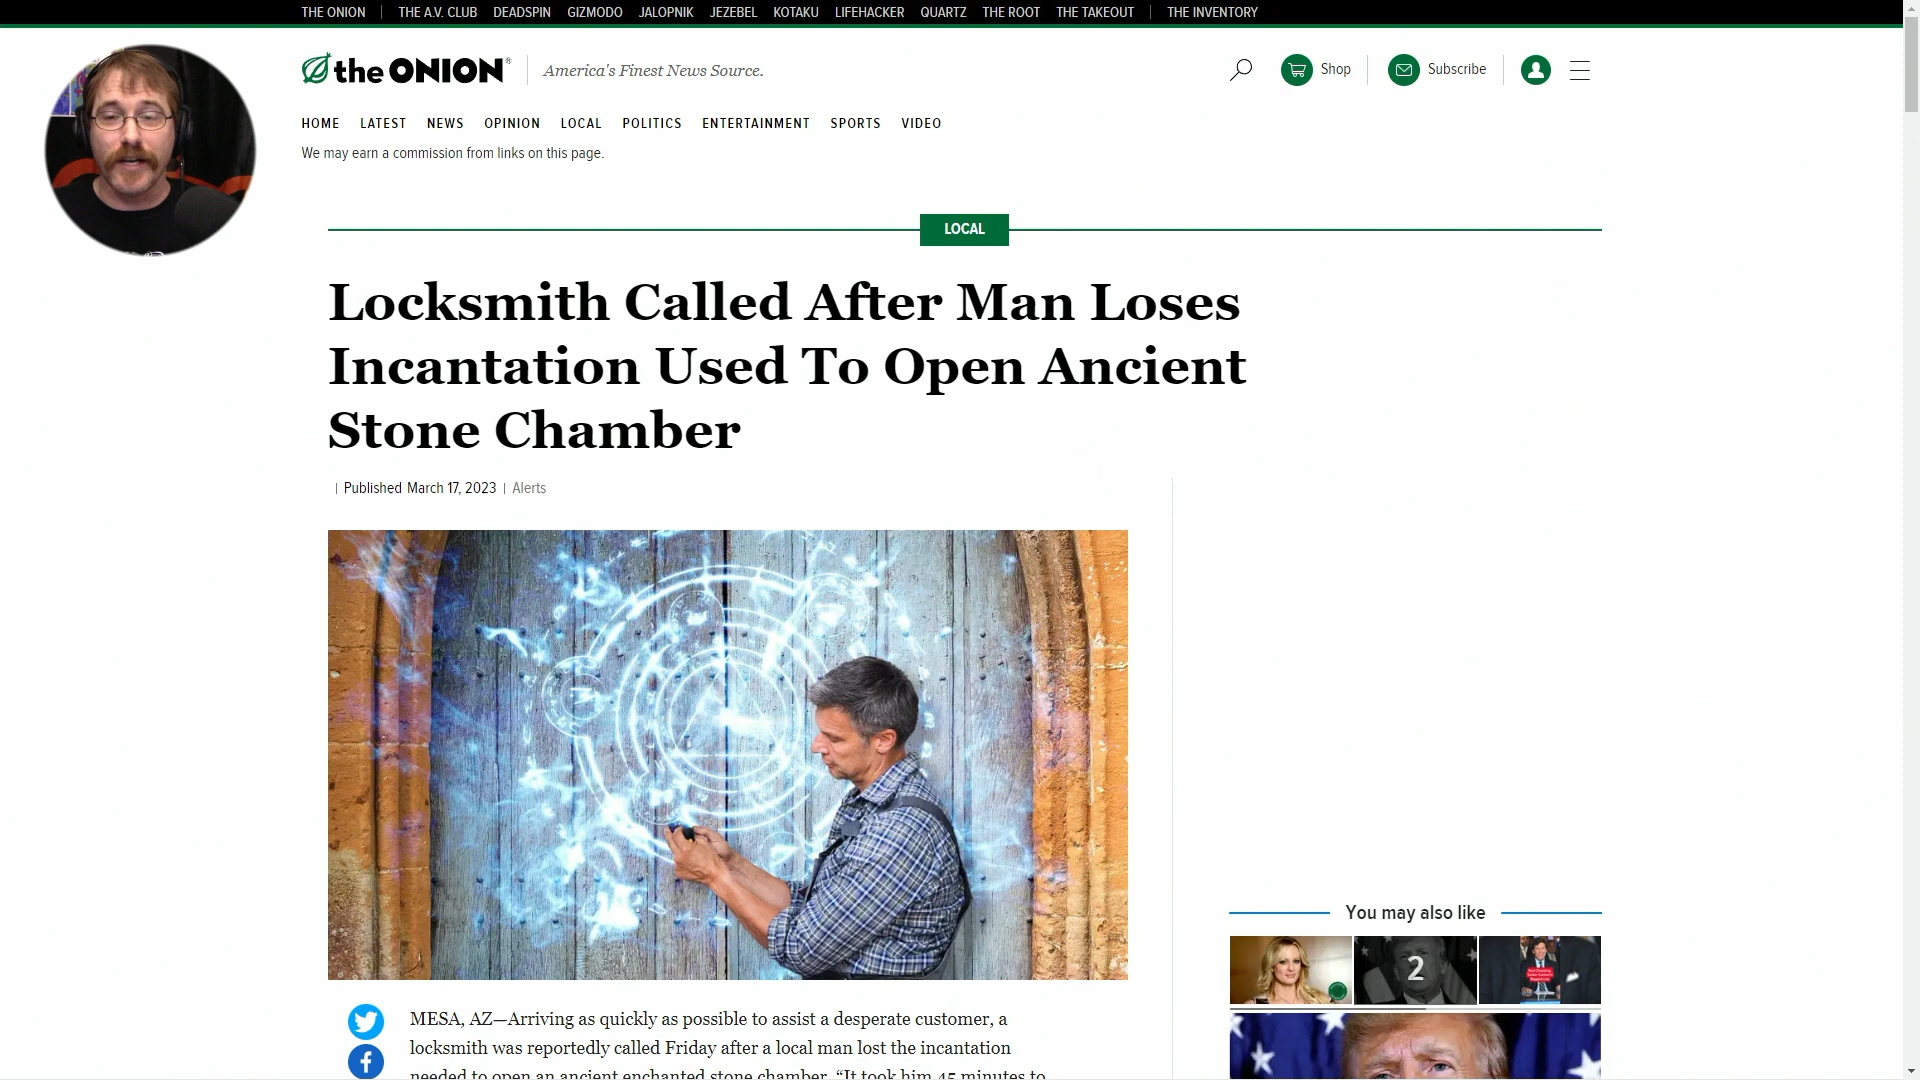 THE ONION | THE A.V. CLUB DEADSPIN GIZMODO JALOPNIK JEZEBEL KOTAKU LIFEHACKER QUARTZ THE ROOT THE TAKEOUT | THE INVENTORY
the ONION® | America's Finest News Source.
Shop | Subscribe
HOME LATEST NEWS OPINION LOCAL POLITICS ENTERTAINMENT SPORTS VIDEO
We may earn a commission from links on this page.
LOCAL
Locksmith Called After Man Loses
Incantation Used To Open Ancient
Stone Chamber
| Published March 17, 2023 | Alerts
You may also like
2
MESA, AZ—Arriving as quickly as possible to assist a desperate customer, a
locksmith was reportedly called Friday after a local man lost the incantation
needed to open an ancient enchanted stone chamber. “It took him 45 minutes to